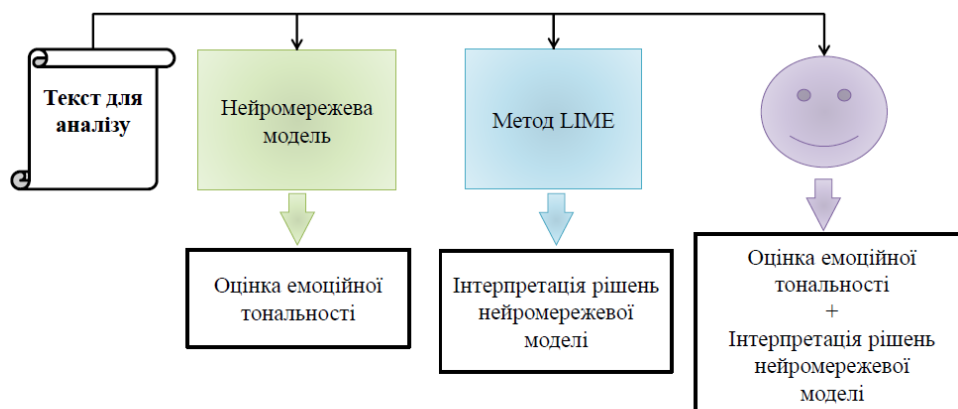 Текст для
аналізу
Нейромережева
модель
Метод LIME
Оцінка емоційної
тональності
Інтерпретація рішень
нейромережевої
моделі
Оцінка емоційної
тональності
+
Інтерпретація рішень
нейромережевої
моделі